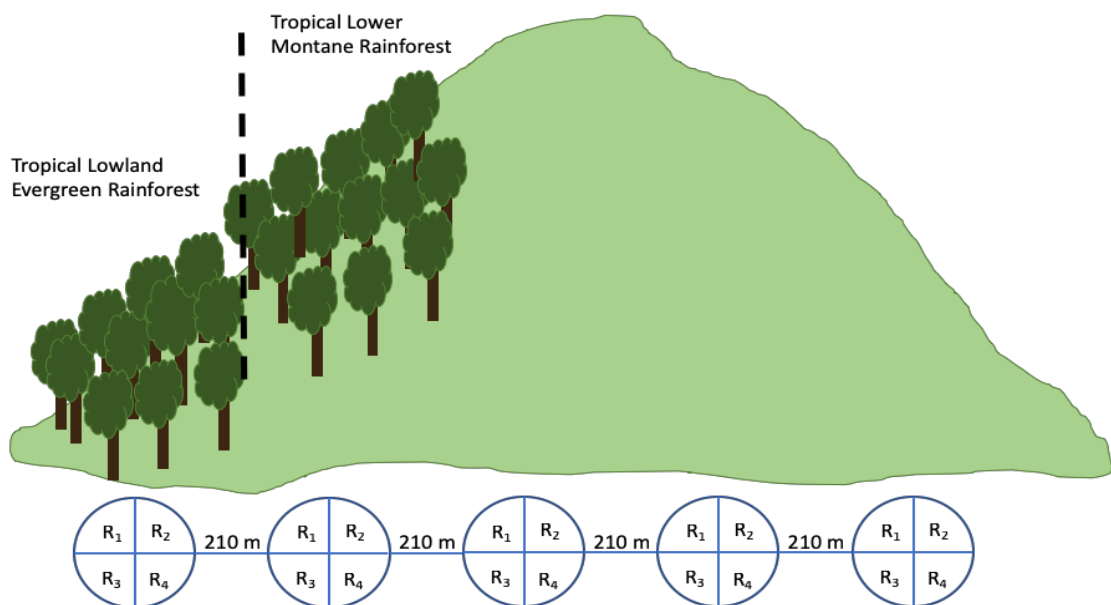 Tropical Lower
Montane Rainforest
Tropical Lowland
Evergreen Rainforest
R₁ R₂ R₁ R₂ R₁ R₂ R₁ R₂ R₁ R₂
210 m 210 m 210 m 210 m
R₃ R₄ R₃ R₄ R₃ R₄ R₃ R₄ R₃ R₄